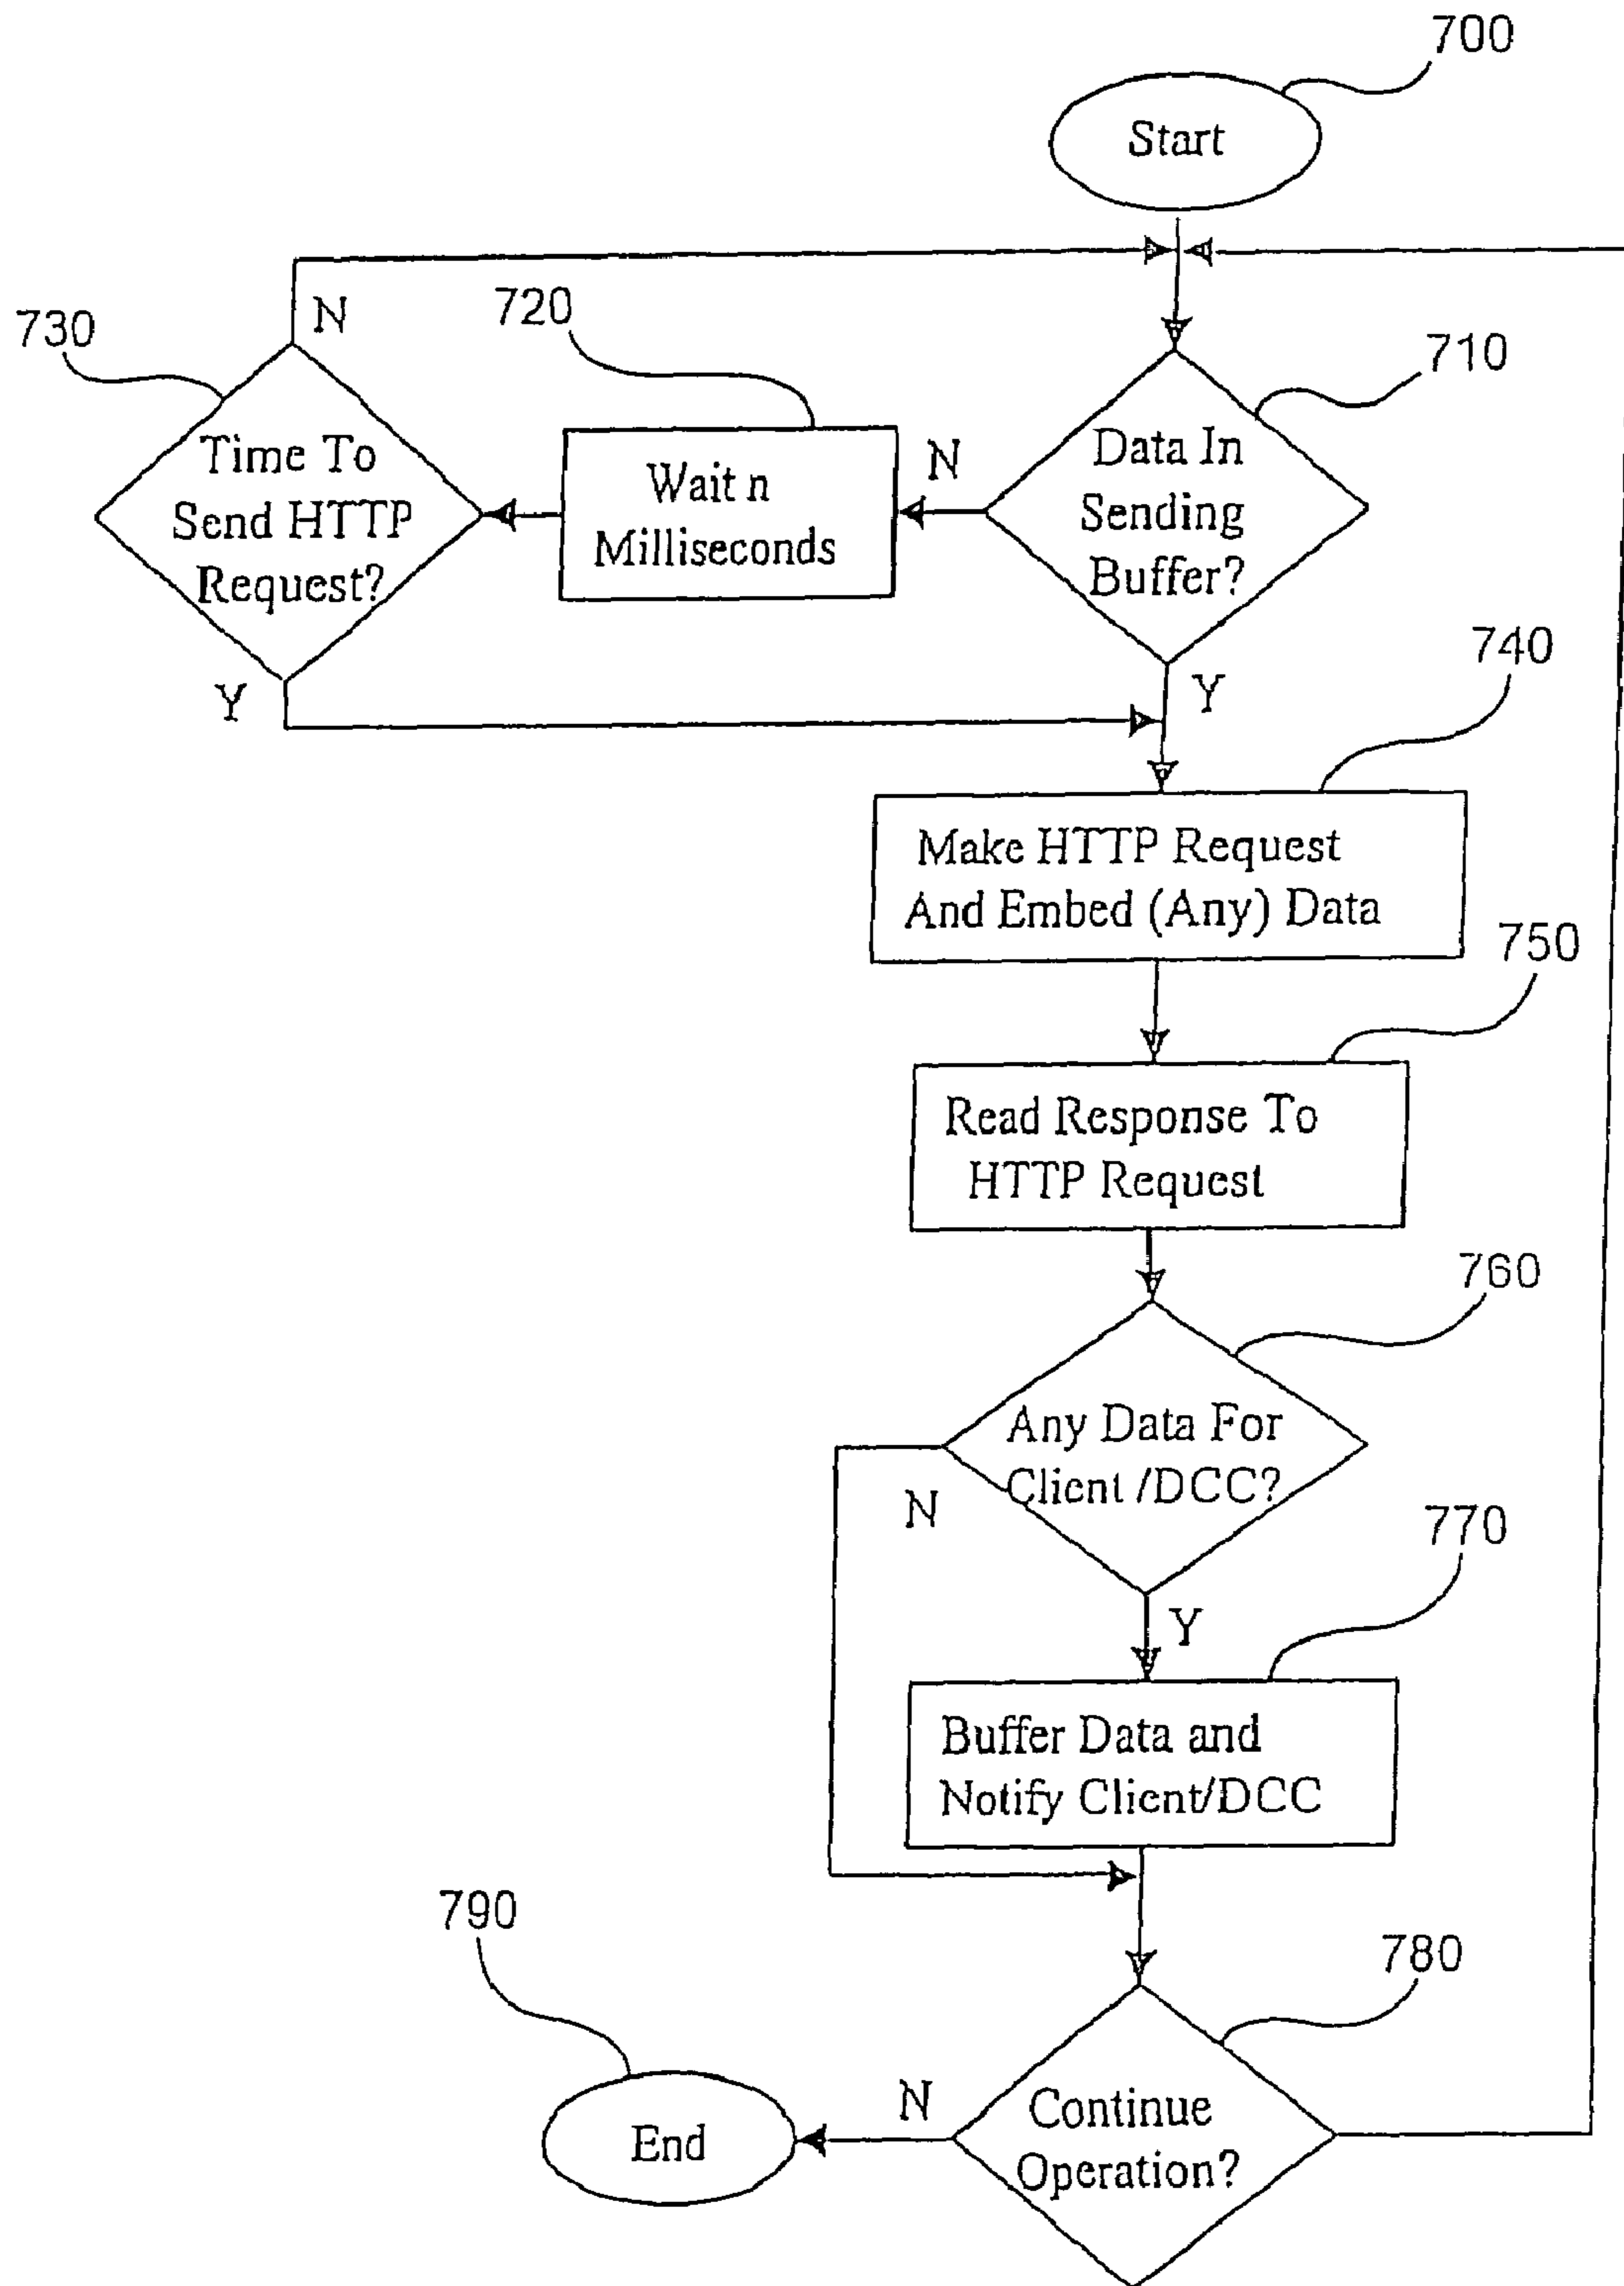 700
Start
N
720
730
710
Time To
Send HTTP
Request?
Wait n
Milliseconds
N
Data In
Sending
Buffer?
Y
Y
740
Make HTTP Request
And Embed (Any) Data
750
Read Response To
HTTP Request
760
Any Data For
Client /DCC?
N
770
Y
Buffer Data and
Notify Client/DCC
790
780
N
End
Continue
Operation?